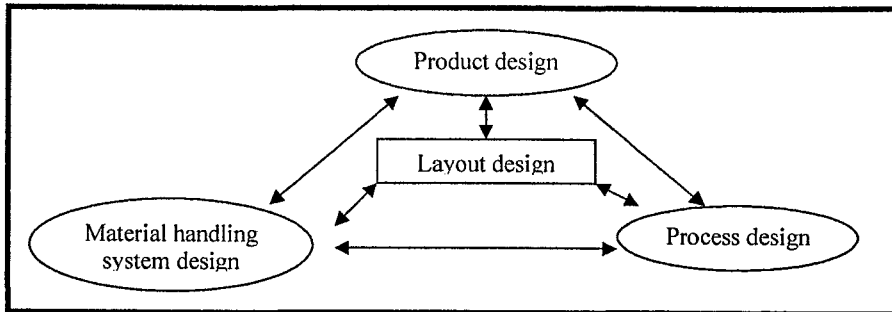 Product design
Layout design
Material handling
system design
Process design